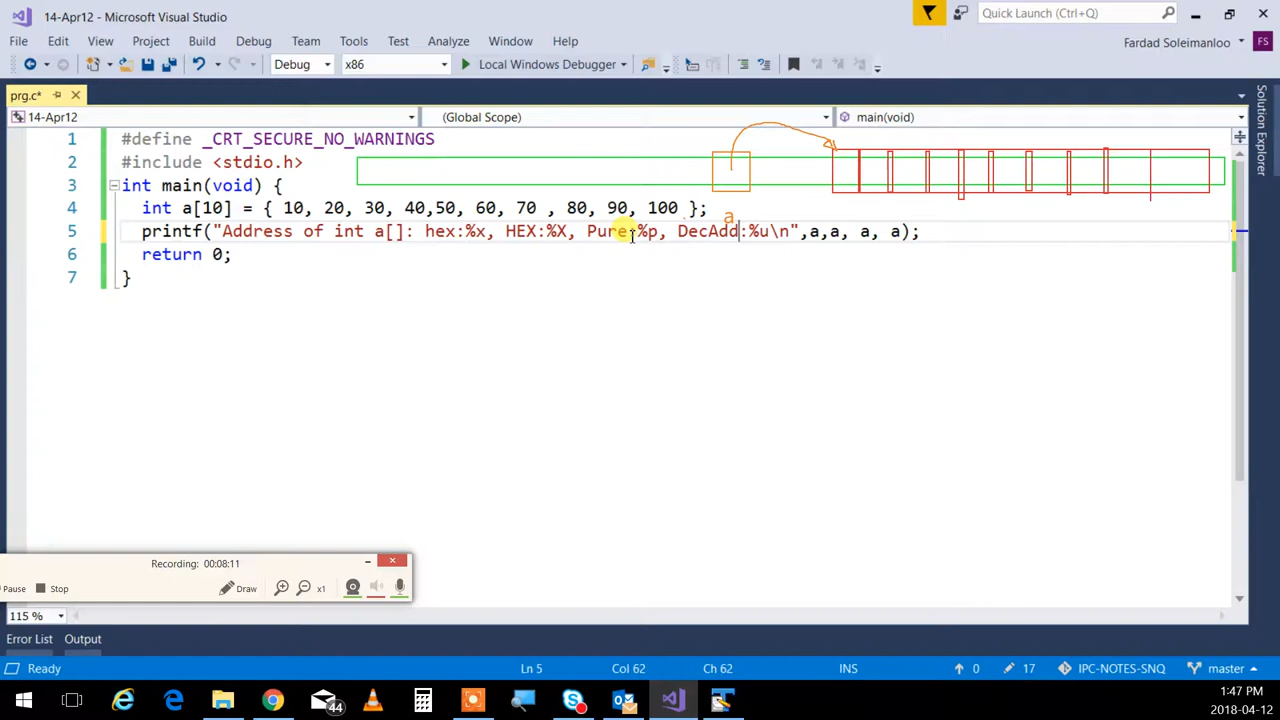 14-Apr12 - Microsoft Visual Studio
Quick Launch (Ctrl+Q)
File Edit View Project Build Debug Team Tools Test Analyze Window Help
Fardad Soleimanloo FS
Debug x86 Local Windows Debugger
prg.c*
14-Apr12 (Global Scope) main(void)
Solution Explorer
1 #define _CRT_SECURE_NO_WARNINGS
2 #include <stdio.h>
3 int main(void) {
4 int a[10] = { 10, 20, 30, 40,50, 60, 70 , 80, 90, 100 };
a
5 printf("Address of int a[]: hex:%x, HEX:%X, Pure:%p, DecAdd:%u\n",a,a, a, a);
6 return 0;
7 }
Recording: 00:08:11
Pause Stop Draw x1
115 %
Error List Output
Ready Ln 5 Col 62 Ch 62 INS 0 17 IPC-NOTES-SNQ master
44
1:47 PM
2018-04-12